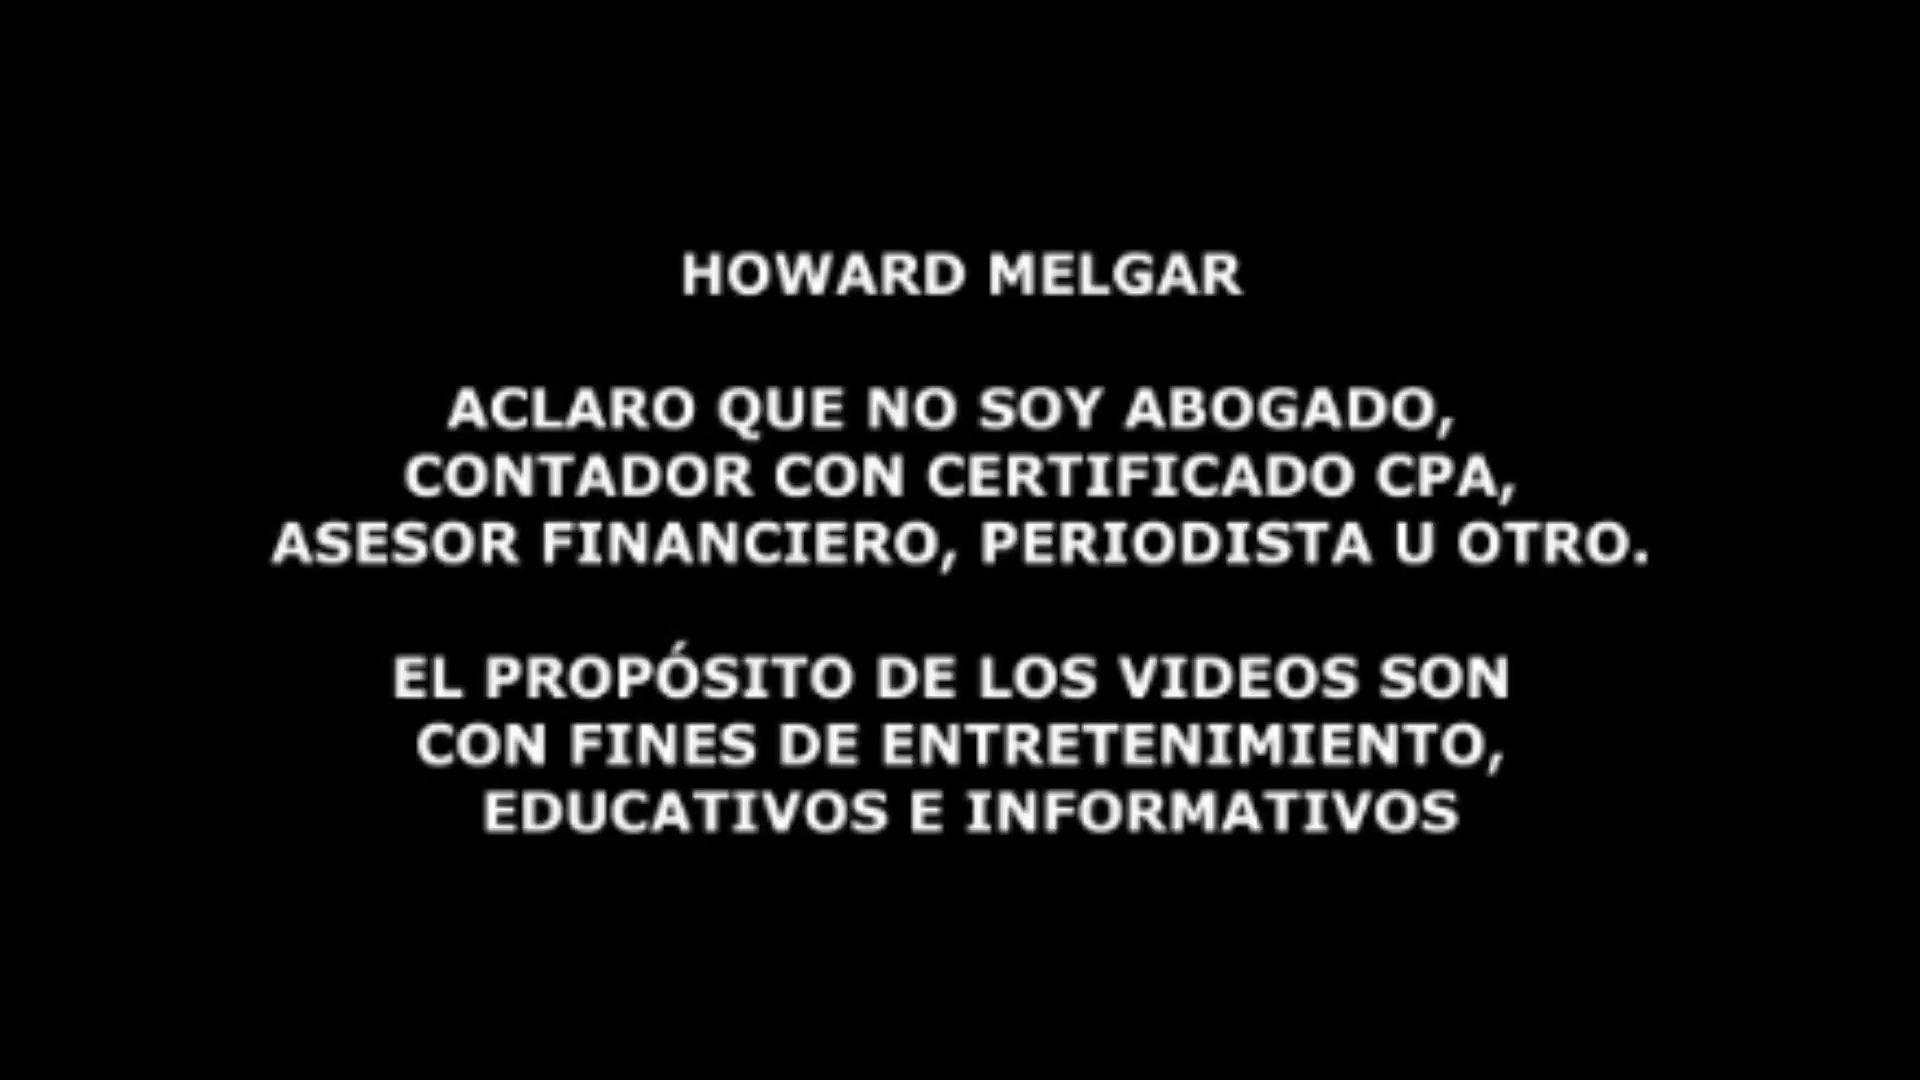 HOWARD MELGAR
ACLARO QUE NO SOY ABOGADO,
CONTADOR CON CERTIFICADO CPA,
ASESOR FINANCIERO, PERIODISTA U OTRO.
EL PROPÓSITO DE LOS VIDEOS SON
CON FINES DE ENTRETENIMIENTO,
EDUCATIVOS E INFORMATIVOS